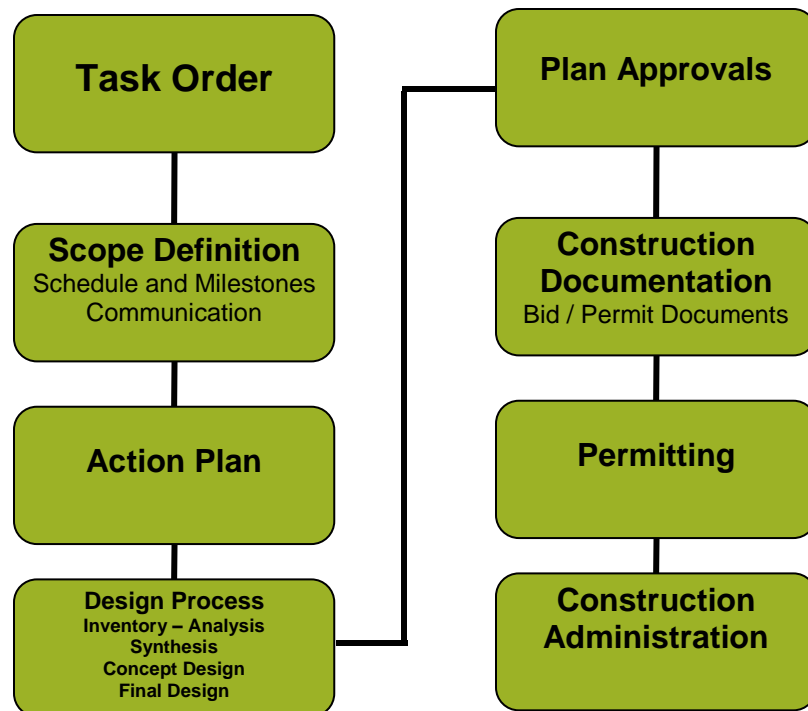 Task Order
Scope Definition
Schedule and Milestones
Communication
Action Plan
Design Process
Inventory – Analysis
Synthesis
Concept Design
Final Design
Plan Approvals
Construction
Documentation
Bid / Permit Documents
Permitting
Construction
Administration